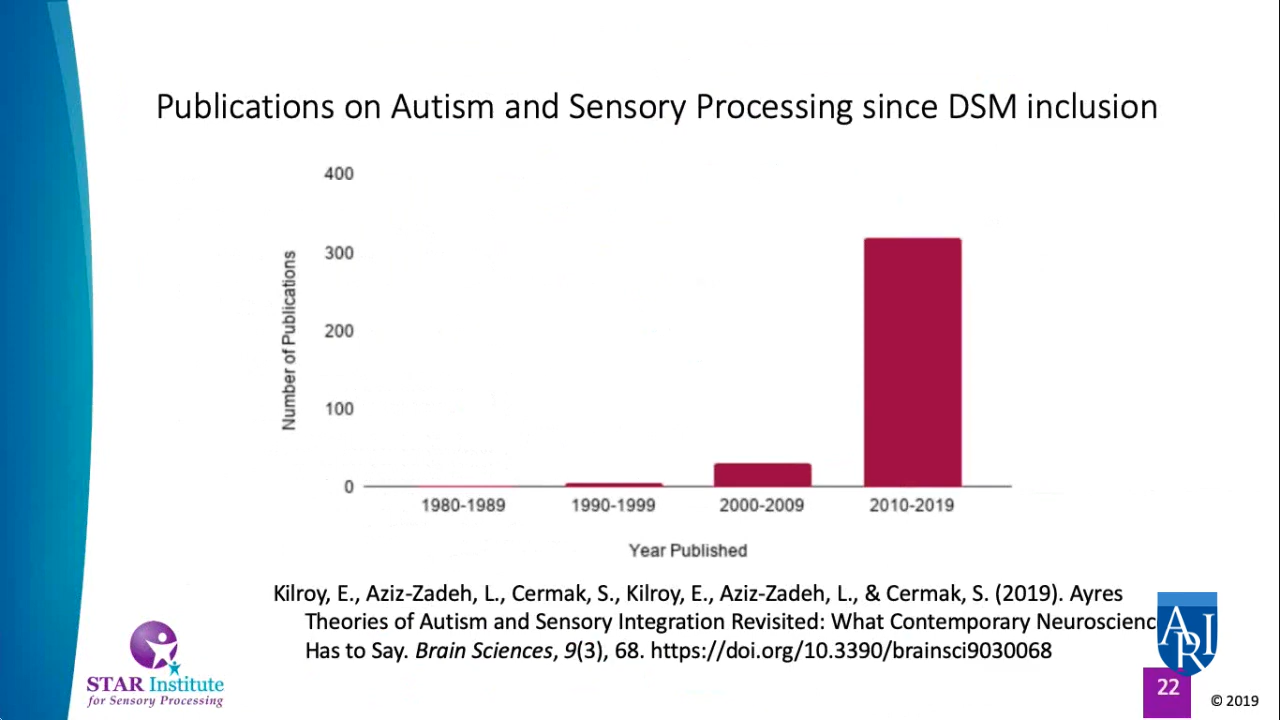 Publications on Autism and Sensory Processing since DSM inclusion
400
300
200
100
0
Number of Publications
1980-1989
1990-1999
2000-2009
2010-2019
Year Published
Kilroy, E., Aziz-Zadeh, L., Cermak, S., Kilroy, E., Aziz-Zadeh, L., & Cermak, S. (2019). Ayres
Theories of Autism and Sensory Integration Revisited: What Contemporary Neuroscienc
Has to Say. Brain Sciences, 9(3), 68. https://doi.org/10.3390/brainsci9030068
STAR Institute
for Sensory Processing
ARI
22
© 2019